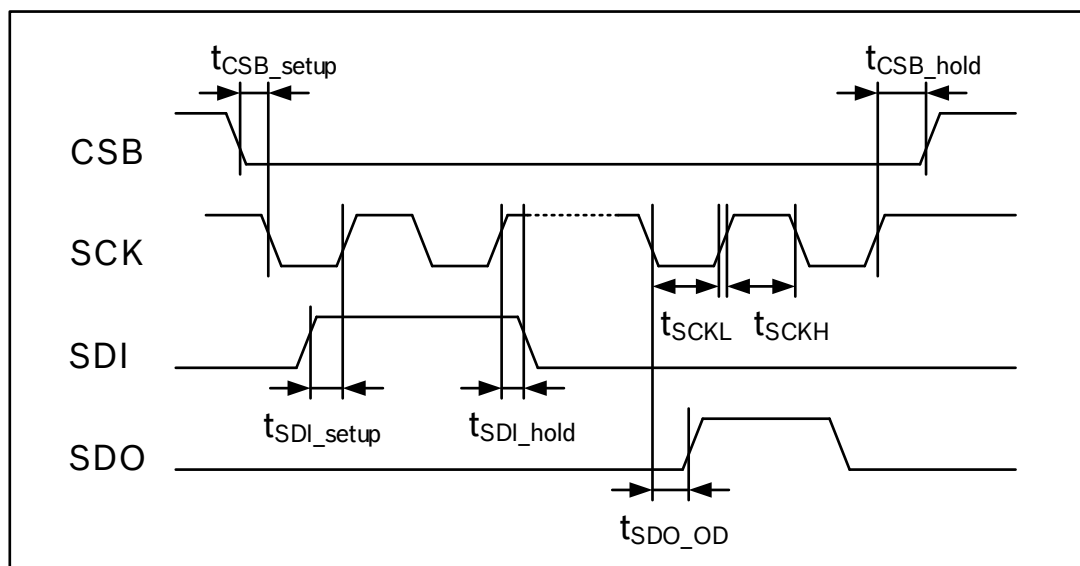 tCSB_setup
tCSB_hold
CSB
SCK
tSCKL
tSCKH
SDI
tSDI_setup
tSDI_hold
SDO
tSDO_OD